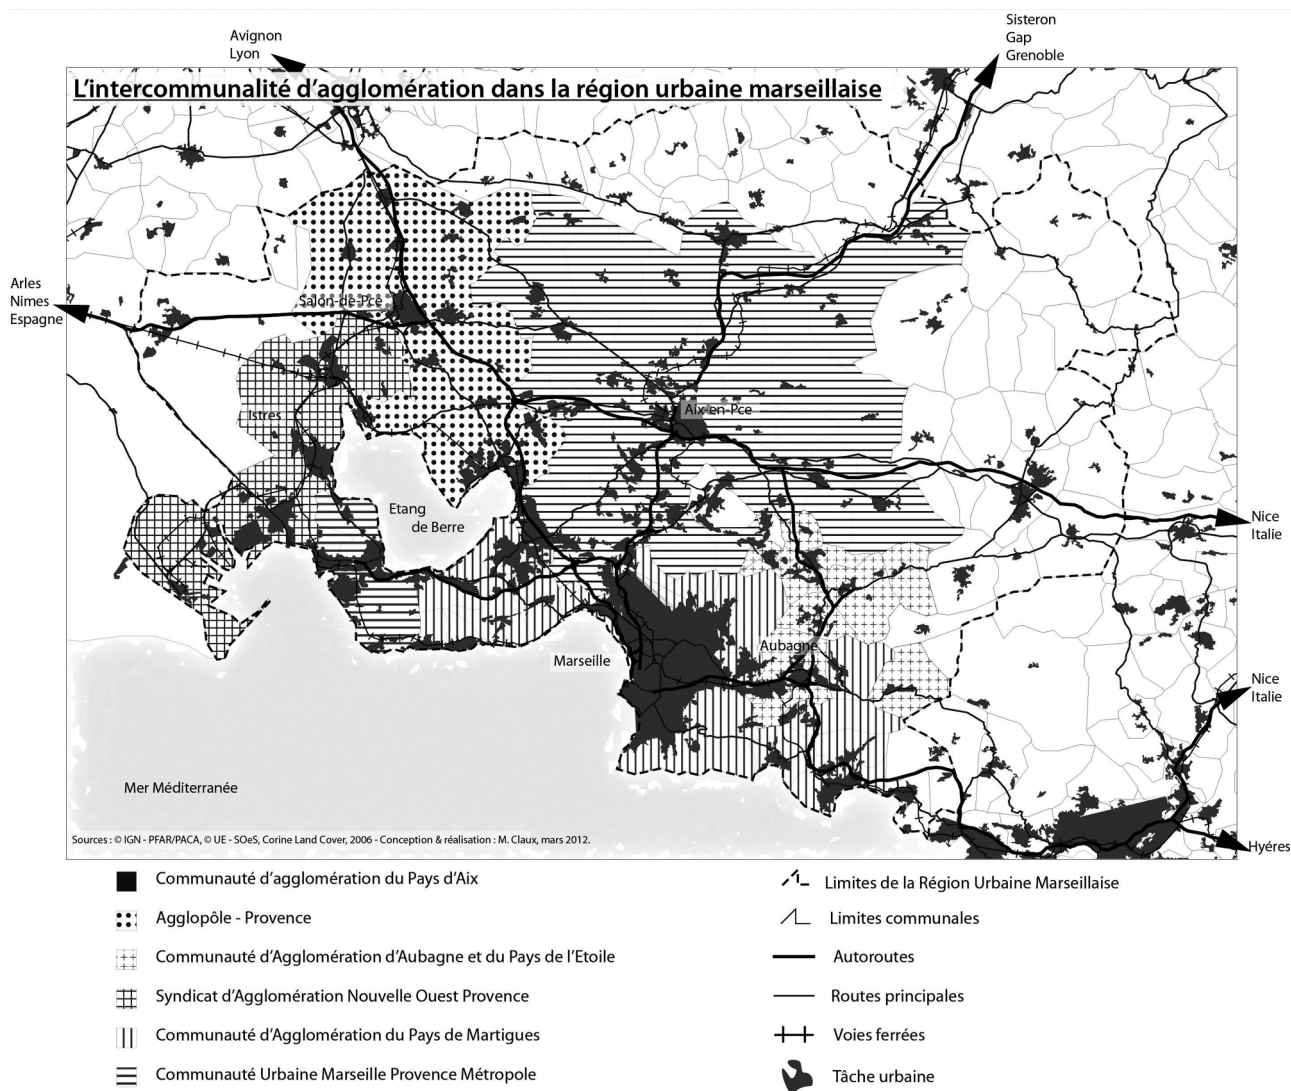 Sisteron
Gap
Grenoble
Avignon
Lyon
L'intercommunalité d'agglomération dans la région urbaine marseillaise
Arles
Nimes
Espagne
Salon-de-Pce
Istres
Aix-en-Pce
Etang
de Berre
Nice
Italie
Aubagne
Marseille
Nice
Italie
Mer Méditerranée
Sources : © IGN - PFAR/PACA, © UE - SOeS, Corine Land Cover, 2006 - Conception & réalisation : M. Claux, mars 2012.
Hyéres
Communauté d'agglomération du Pays d'Aix
Agglopôle - Provence
Communauté d'Agglomération d'Aubagne et du Pays de l'Etoile
Syndicat d'Agglomération Nouvelle Ouest Provence
Communauté d'Agglomération du Pays de Martigues
Communauté Urbaine Marseille Provence Métropole
Limites de la Région Urbaine Marseillaise
Limites communales
Autoroutes
Routes principales
Voies ferrées
Tâche urbaine